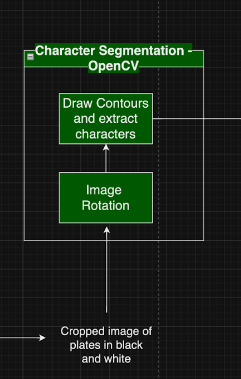 Character Segmentation -
OpenCV
Draw Contours
and extract
characters
Image
Rotation
Cropped image of
plates in black
and white